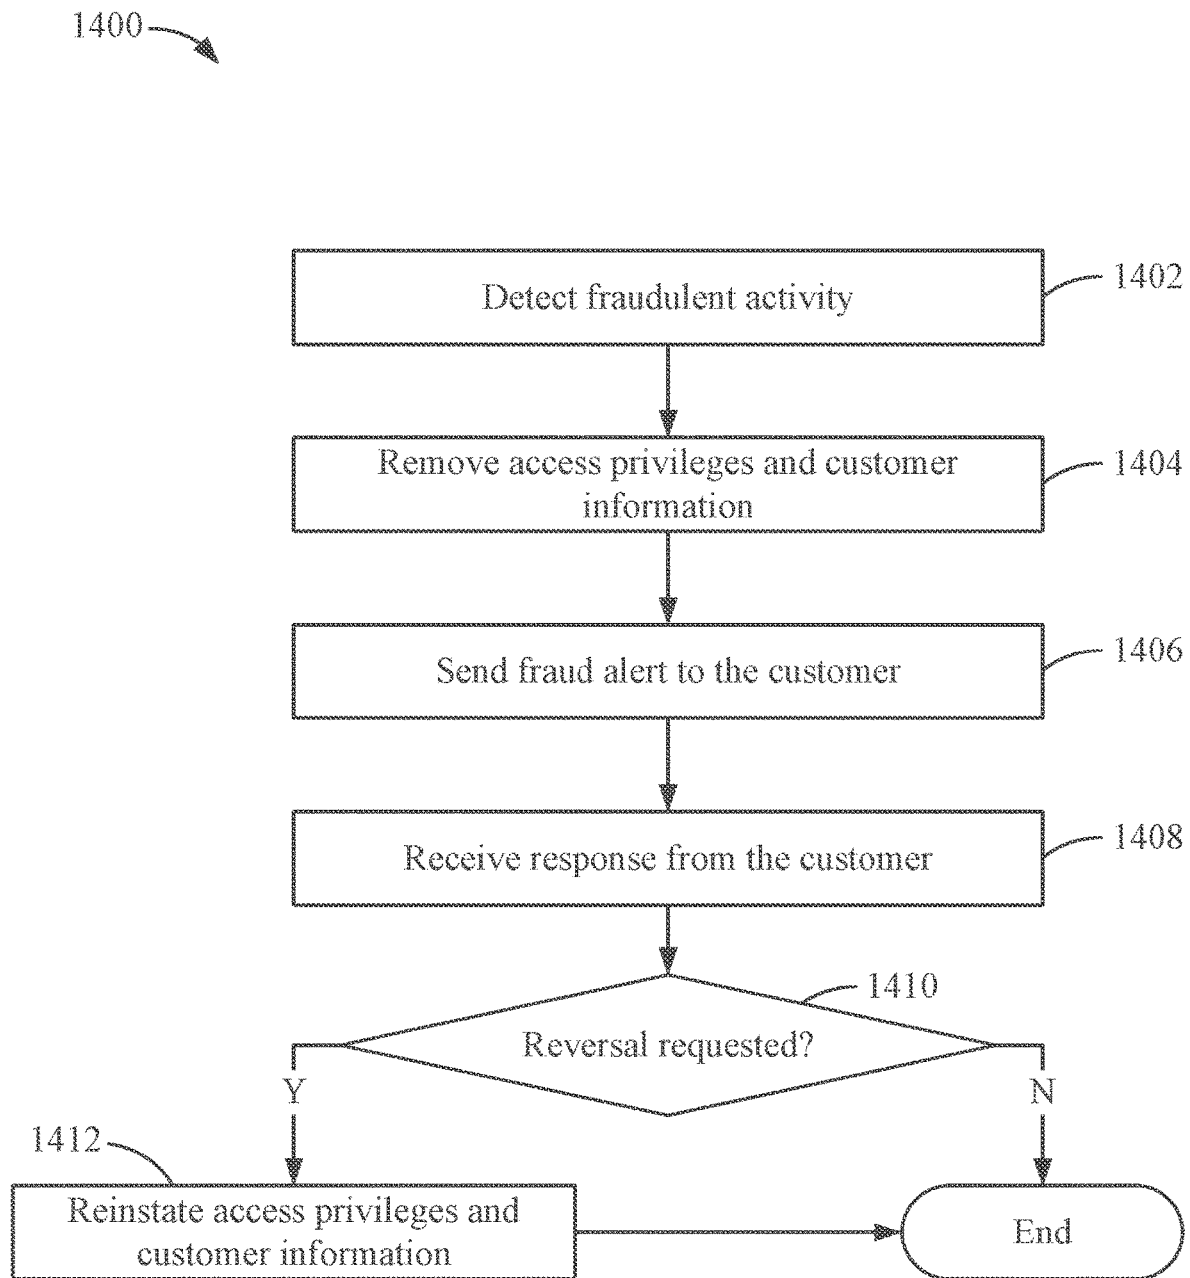 1400
Detect fraudulent activity
1402
Remove access privileges and customer
information
1404
Send fraud alert to the customer
1406
Receive response from the customer
1408
1410
Reversal requested?
Y
N
1412
Reinstate access privileges and
customer information
End